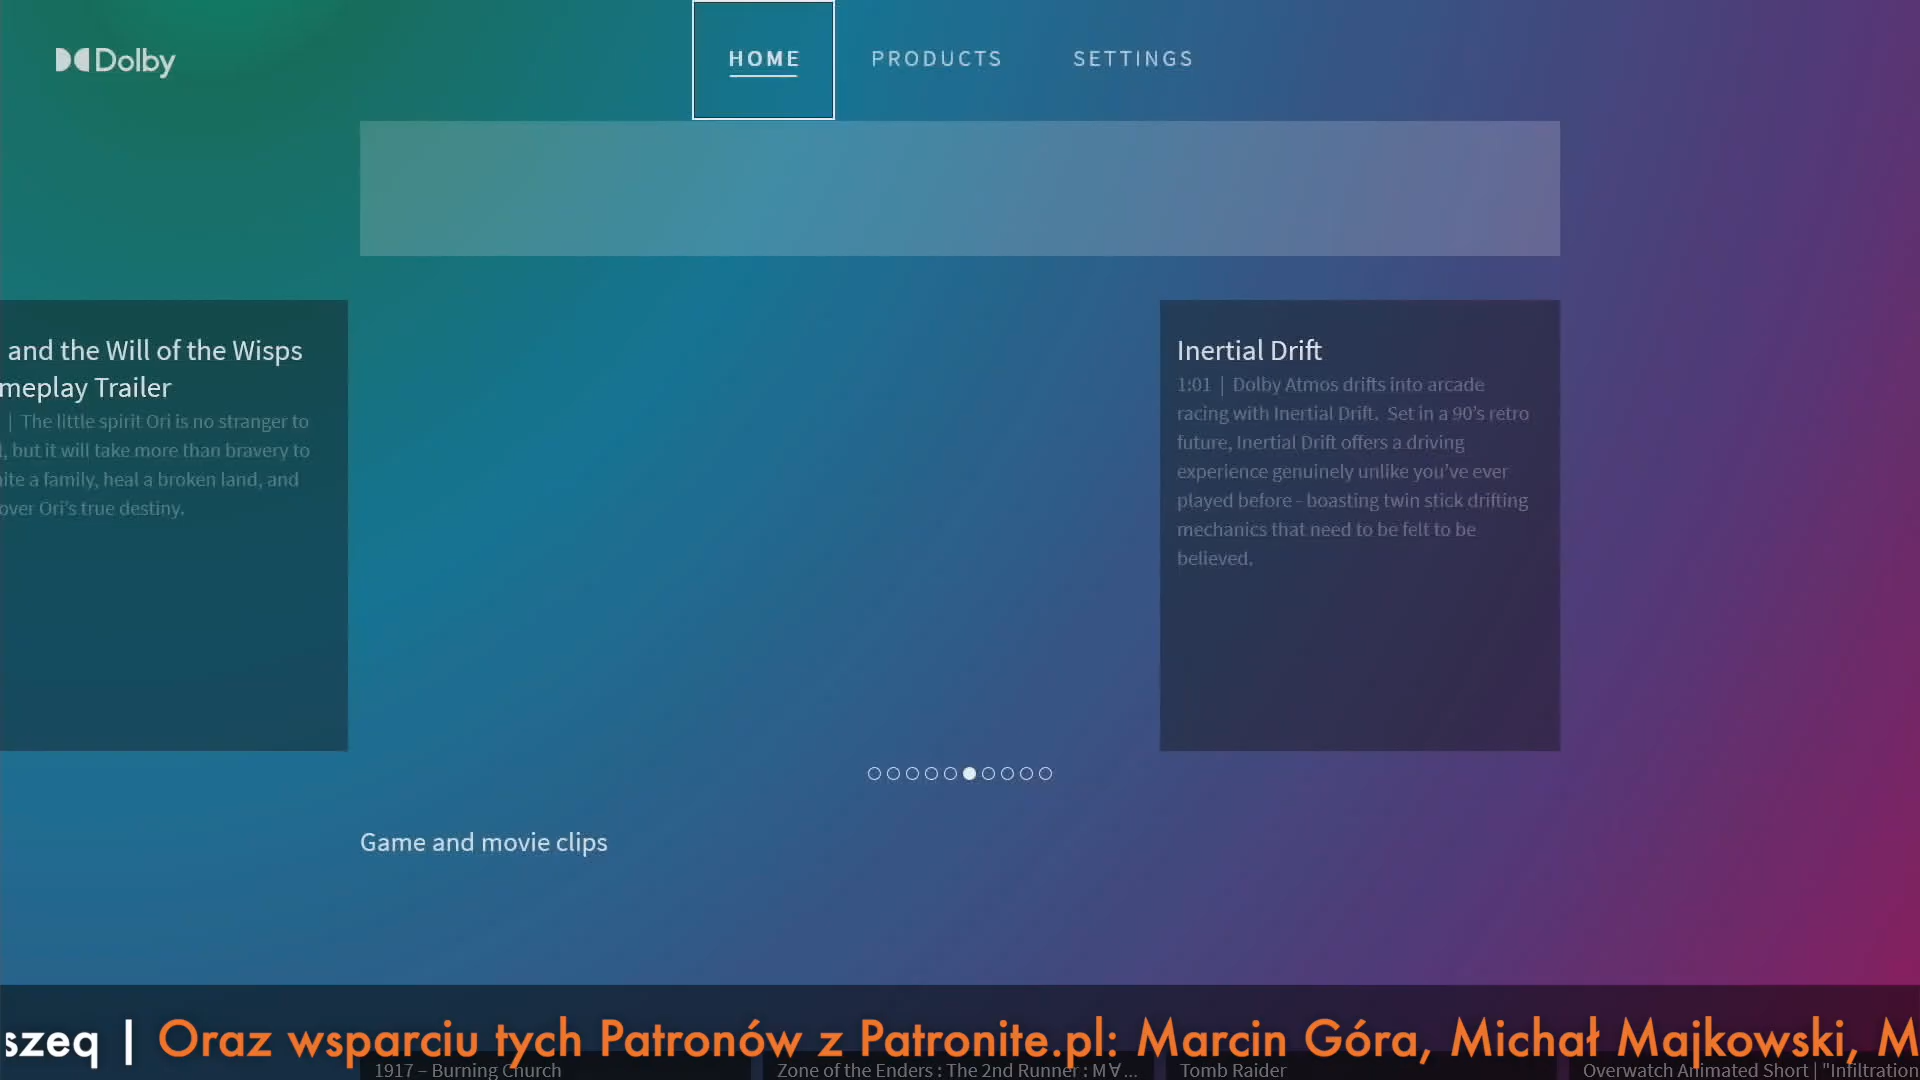 Dolby
HOME
PRODUCTS
SETTINGS
and the Will of the Wisps
meplay Trailer
| The little spirit Ori is no stranger to
, but it will take more than bravery to
ite a family, heal a broken land, and
over Ori's true destiny.
Inertial Drift
1:01 | Dolby Atmos drifts into arcade
racing with Inertial Drift. Set in a 90's retro
future, Inertial Drift offers a driving
experience genuinely unlike you've ever
played before - boasting twin stick drifting
mechanics that need to be felt to be
believed.
Game and movie clips
szeq | Oraz wsparciu tych Patronów z Patronite.pl: Marcin Góra, Michał Majkowski, M
1917 – Burning Church
Zone of the Enders : The 2nd Runner : M∀...
Tomb Raider
Overwatch Animated Short | "Infiltration